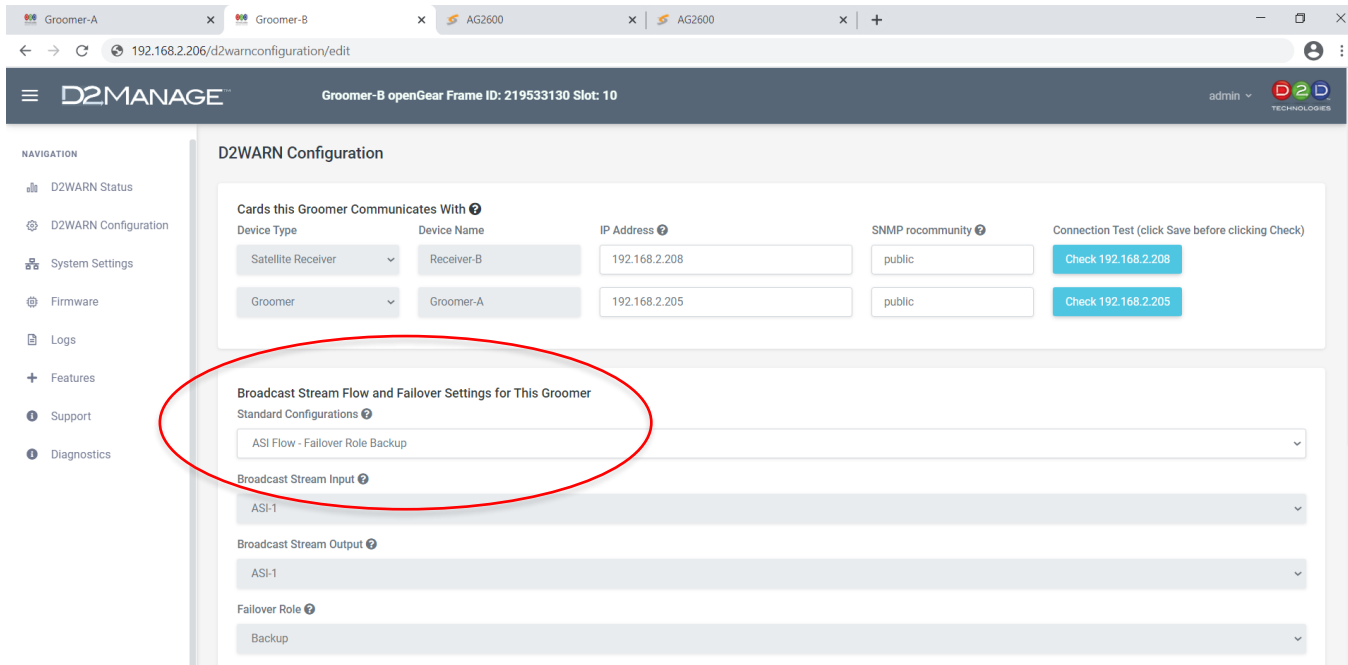 Groomer-A
Groomer-B
AG2600
AG2600
192.168.2.206/d2warnconfiguration/edit
D2MANAGE™
Groomer-B openGear Frame ID: 219533130 Slot: 10
admin
D2D
TECHNOLOGIES
NAVIGATION
D2WARN Status
D2WARN Configuration
System Settings
Firmware
Logs
Features
Support
Diagnostics
D2WARN Configuration
Cards this Groomer Communicates With
Device Type Device Name IP Address SNMP rocommunity Connection Test (click Save before clicking Check)
Satellite Receiver Receiver-B 192.168.2.208 public Check 192.168.2.208
Groomer Groomer-A 192.168.2.205 public Check 192.168.2.205
Broadcast Stream Flow and Failover Settings for This Groomer
Standard Configurations
ASI Flow - Failover Role Backup
Broadcast Stream Input
ASI-1
Broadcast Stream Output
ASI-1
Failover Role
Backup